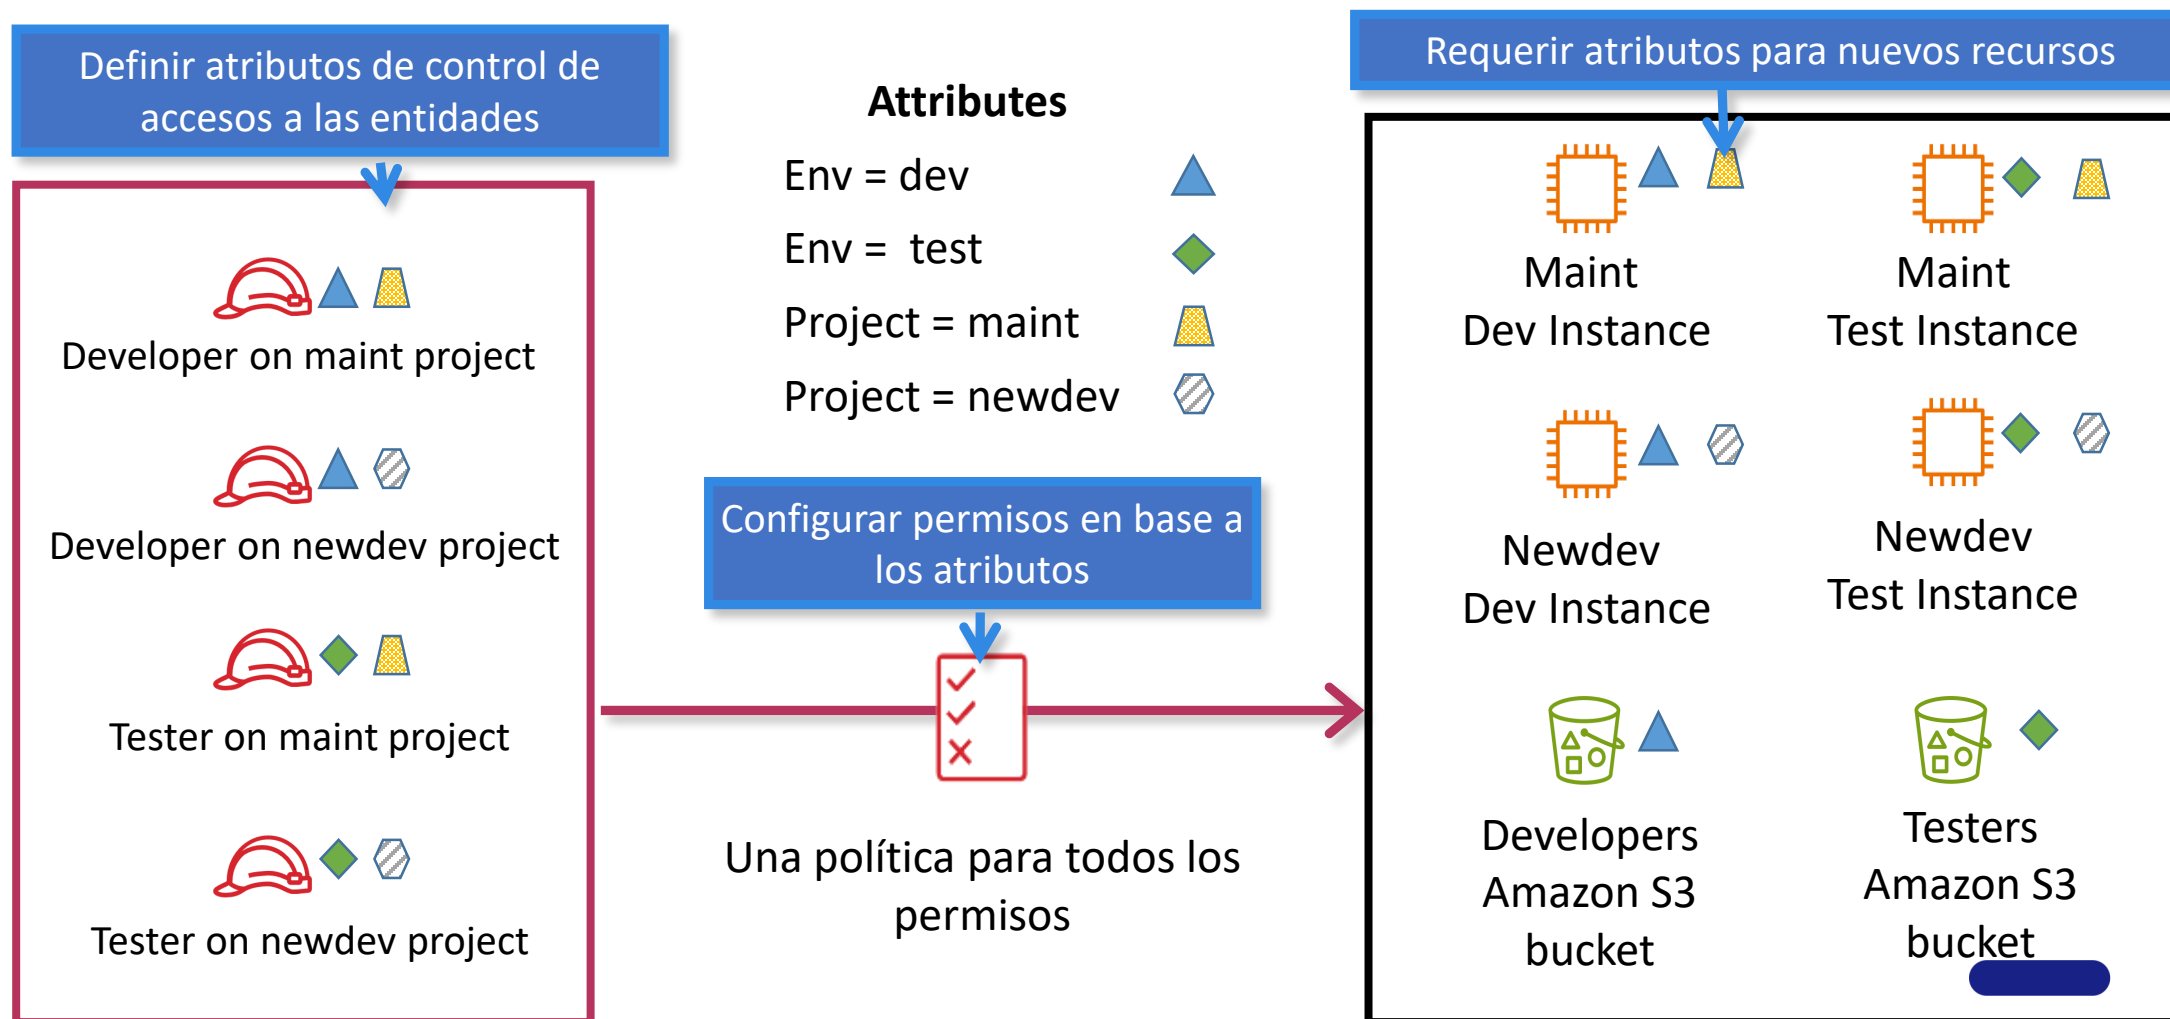 Definir atributos de control de
accesos a las entidades
Developer on maint project
Developer on newdev project
Tester on maint project
Tester on newdev project
Attributes
Env = dev
Env = test
Project = maint
Project = newdev
Configurar permisos en base a
los atributos
Una política para todos los
permisos
Requerir atributos para nuevos recursos
Maint
Dev Instance
Maint
Test Instance
Newdev
Dev Instance
Newdev
Test Instance
Developers
Amazon S3
bucket
Testers
Amazon S3
bucket